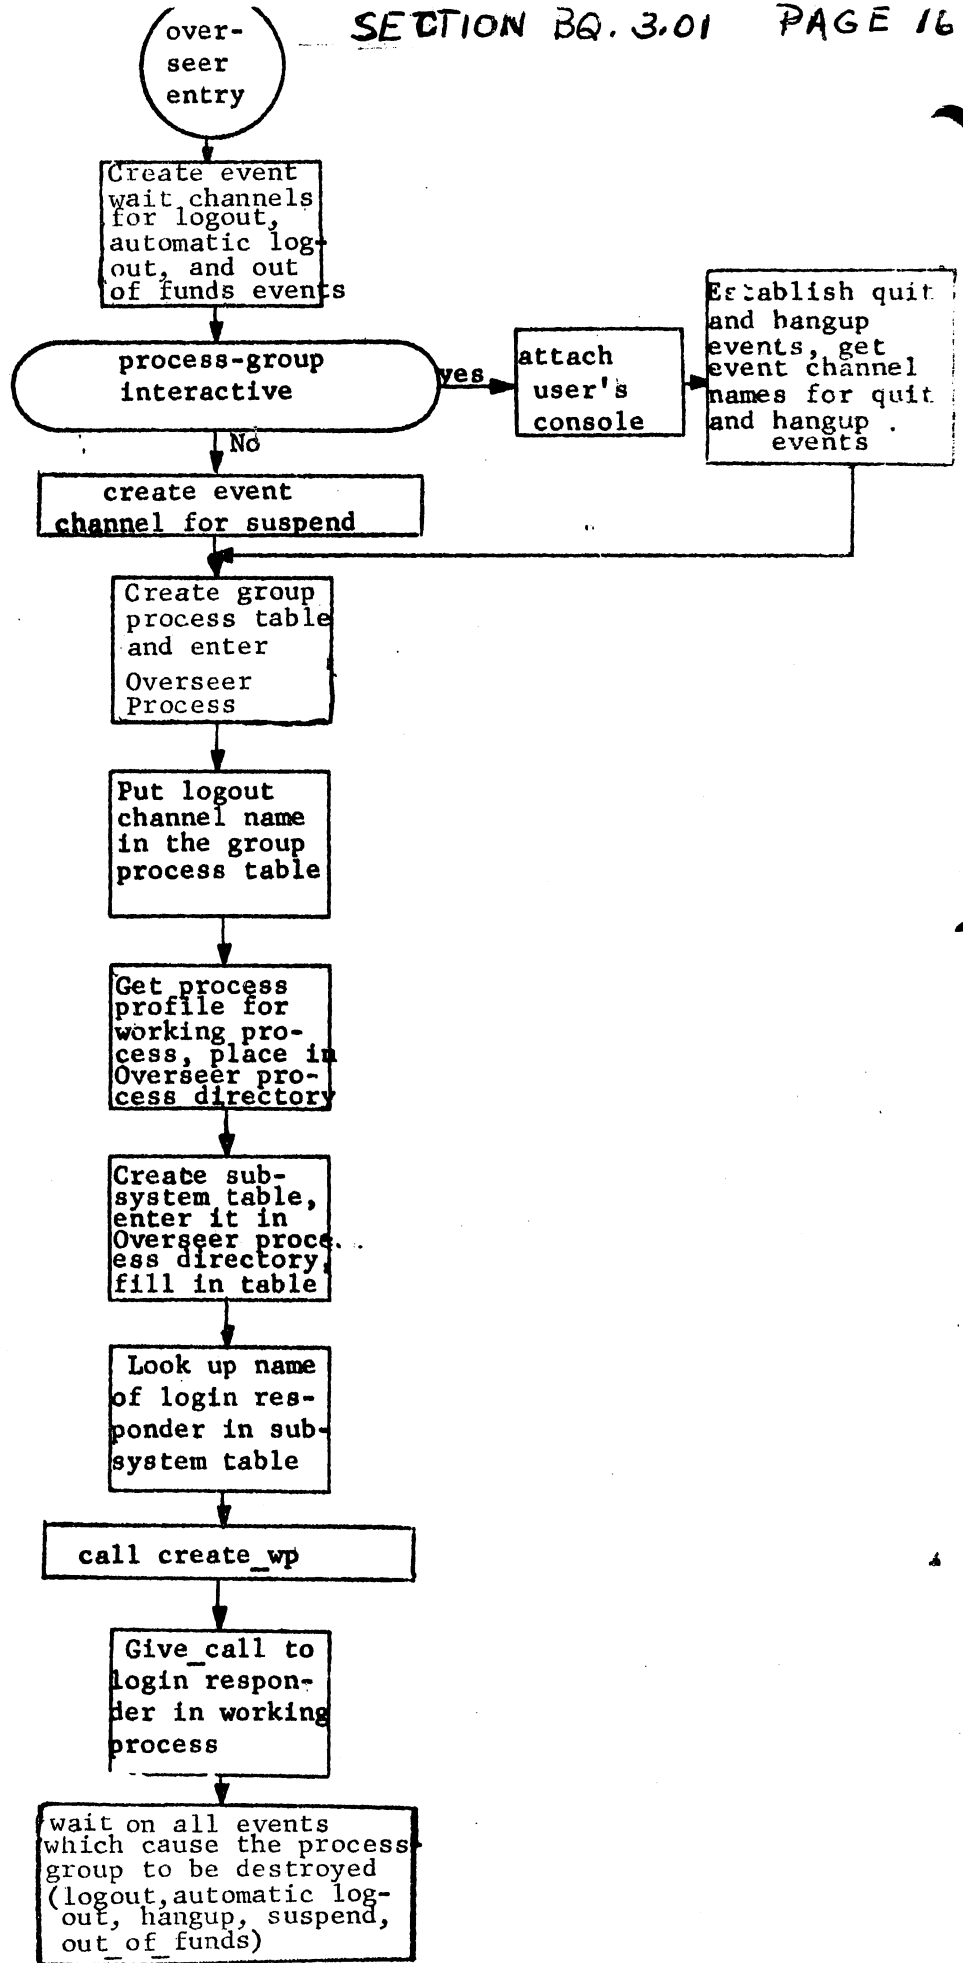 SECTION BQ. 3.01 PAGE 16
over-
seer
entry
Create event
wait channels
for logout,
automatic log-
out, and out
of funds events
process-group
interactive
yes
attach
user's
console
Establish quit
and hangup
events, get
event channel
names for quit
and hangup
events
No
create event
channel for suspend
Create group
process table
and enter
Overseer
Process
Put logout
channel name
in the group
process table
Get process
profile for
working pro-
cess, place in
Overseer pro-
cess directory
Create sub-
system table,
enter it in
Overseer proc
ess directory,
fill in table
Look up name
of login res-
ponder in sub-
system table
call create_wp
Give_call to
login respon-
der in working
process
wait on all events
which cause the process-
group to be destroyed
(logout,automatic log-
out, hangup, suspend,
out_of_funds)